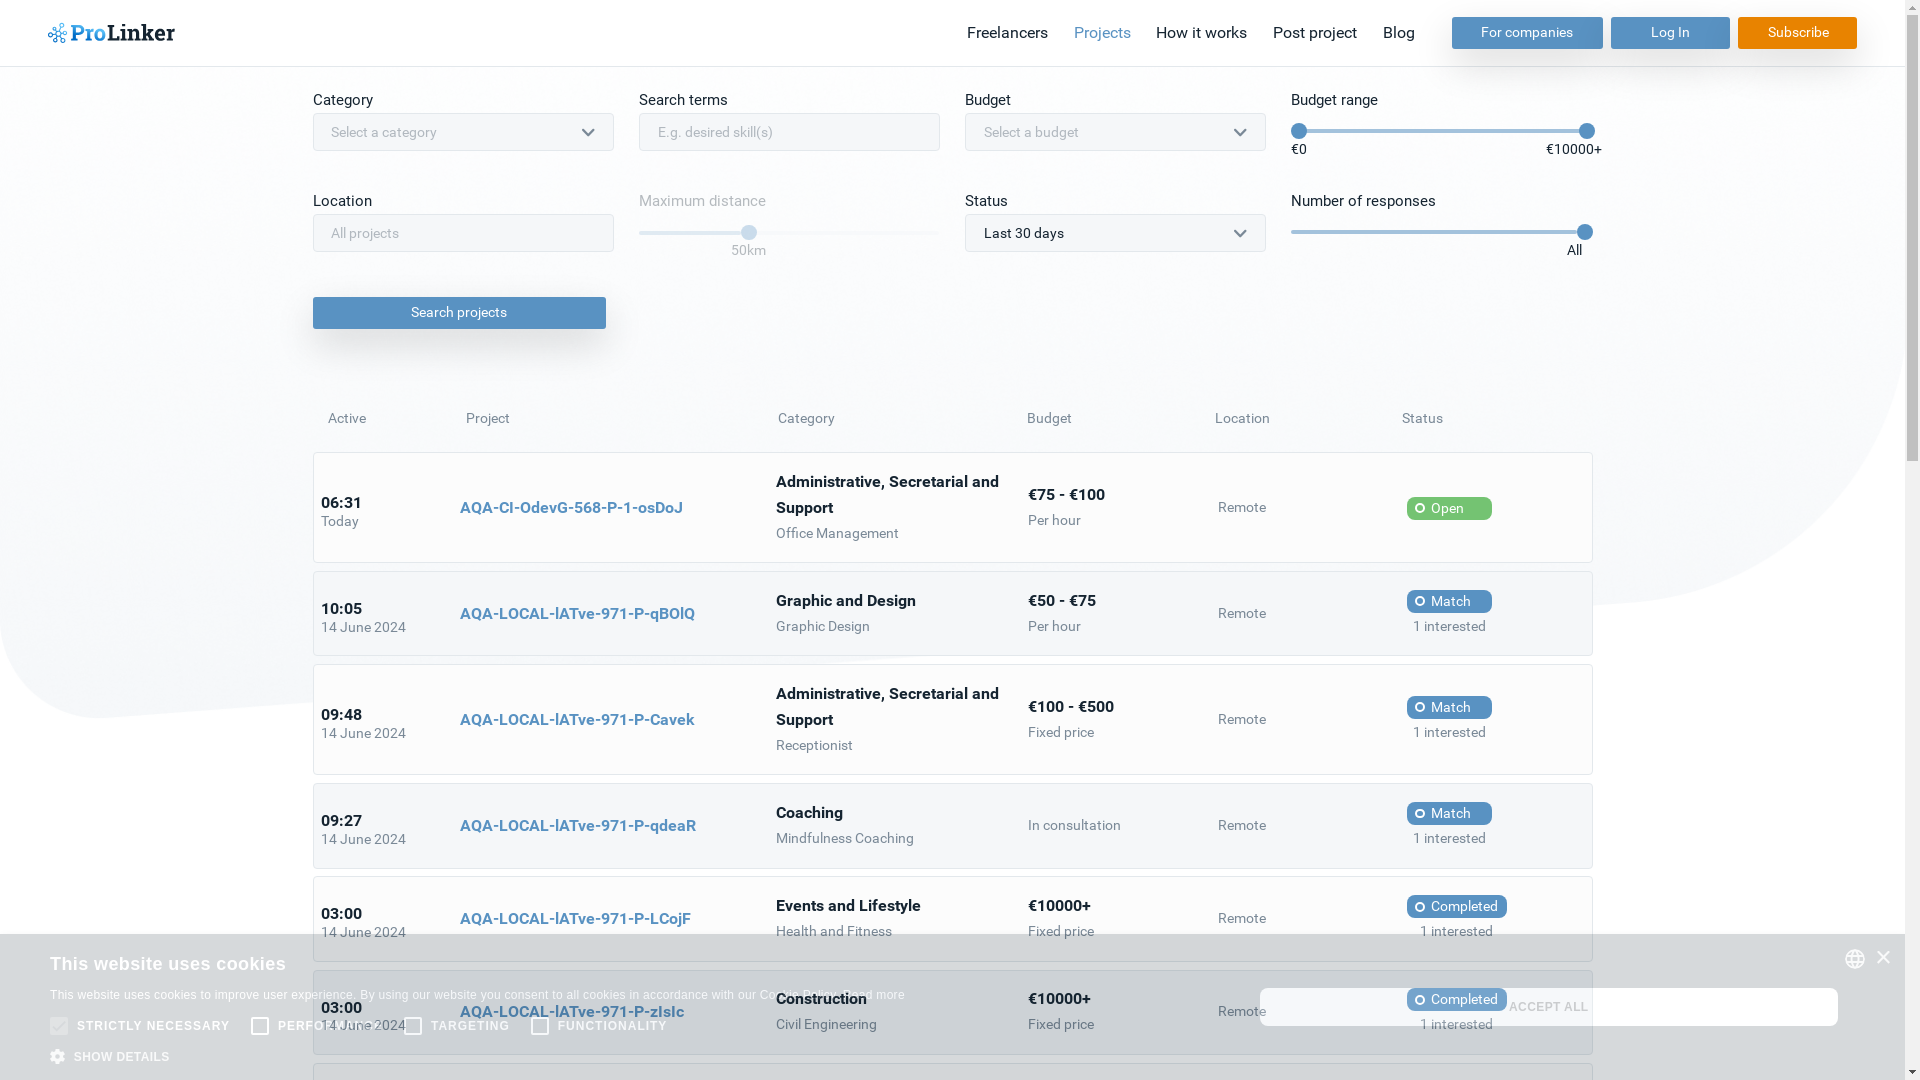 ProLinker
Freelancers Projects How it works Post project Blog For companies Log In Subscribe
Category Search terms Budget Budget range
Select a category E.g. desired skill(s) Select a budget
€0 €10000+
Location Maximum distance Status Number of responses
All projects Last 30 days
50km All
Search projects
Active Project Category Budget Location Status
06:31
Today
AQA-CI-OdevG-568-P-1-osDoJ
Administrative, Secretarial and
Support
Office Management
€75 - €100
Per hour
Remote
Open
10:05
14 June 2024
AQA-LOCAL-lATve-971-P-qBOlQ
Graphic and Design
Graphic Design
€50 - €75
Per hour
Remote
Match
1 interested
09:48
14 June 2024
AQA-LOCAL-lATve-971-P-Cavek
Administrative, Secretarial and
Support
Receptionist
€100 - €500
Fixed price
Remote
Match
1 interested
09:27
14 June 2024
AQA-LOCAL-lATve-971-P-qdeaR
Coaching
Mindfulness Coaching
In consultation
Remote
Match
1 interested
03:00
14 June 2024
AQA-LOCAL-lATve-971-P-LCojF
Events and Lifestyle
Health and Fitness
€10000+
Fixed price
Remote
Completed
1 interested
03:00
14 June 2024
AQA-LOCAL-lATve-971-P-zIsIc
Construction
Civil Engineering
€10000+
Fixed price
Remote
Completed
1 interested
This website uses cookies
This website uses cookies to improve user experience. By using our website you consent to all cookies in accordance with our Cookie Policy. Read more
STRICTLY NECESSARY PERFORMANCE TARGETING FUNCTIONALITY
SHOW DETAILS
ACCEPT ALL